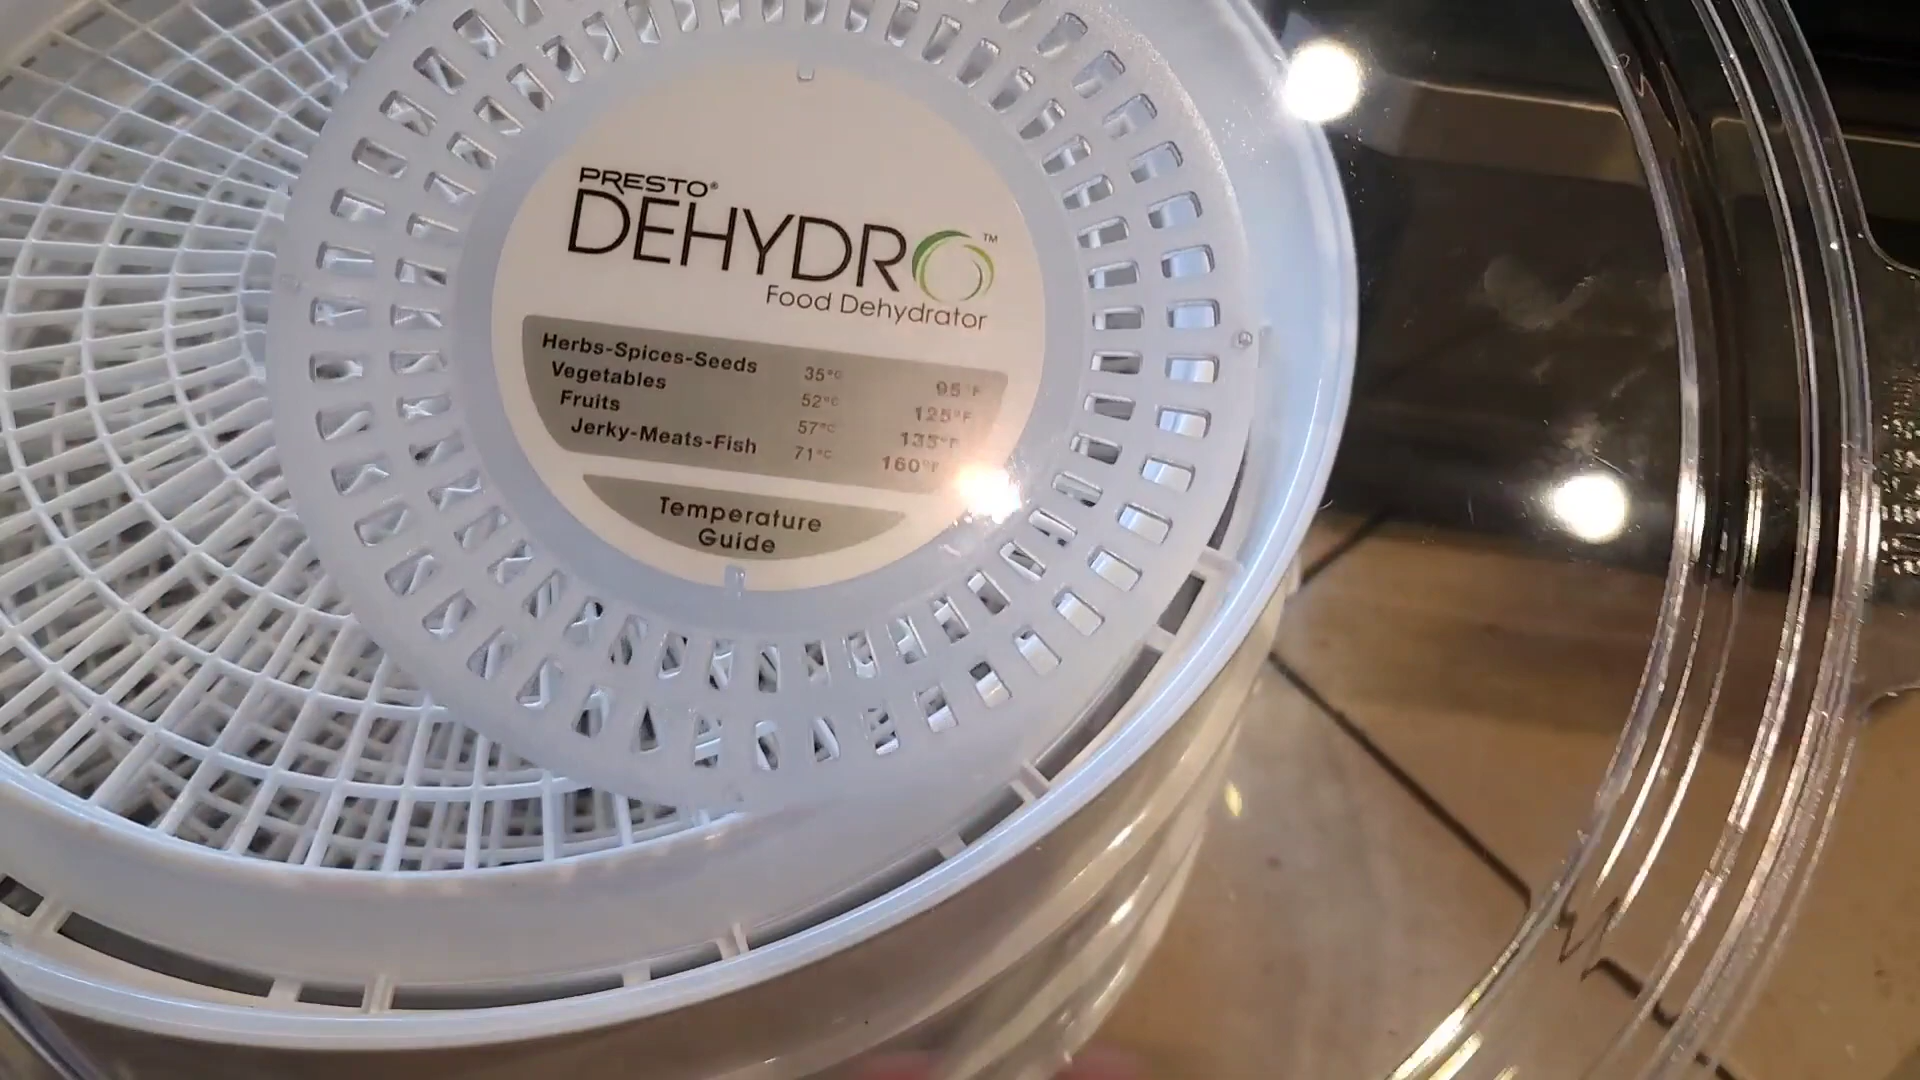 PRESTO®
DEHYDRO™
Food Dehydrator
Herbs-Spices-Seeds 35°C 95°F
Vegetables 52°C 125°F
Fruits 57°C 135°F
Jerky-Meats-Fish 71°C 160°F
Temperature
Guide